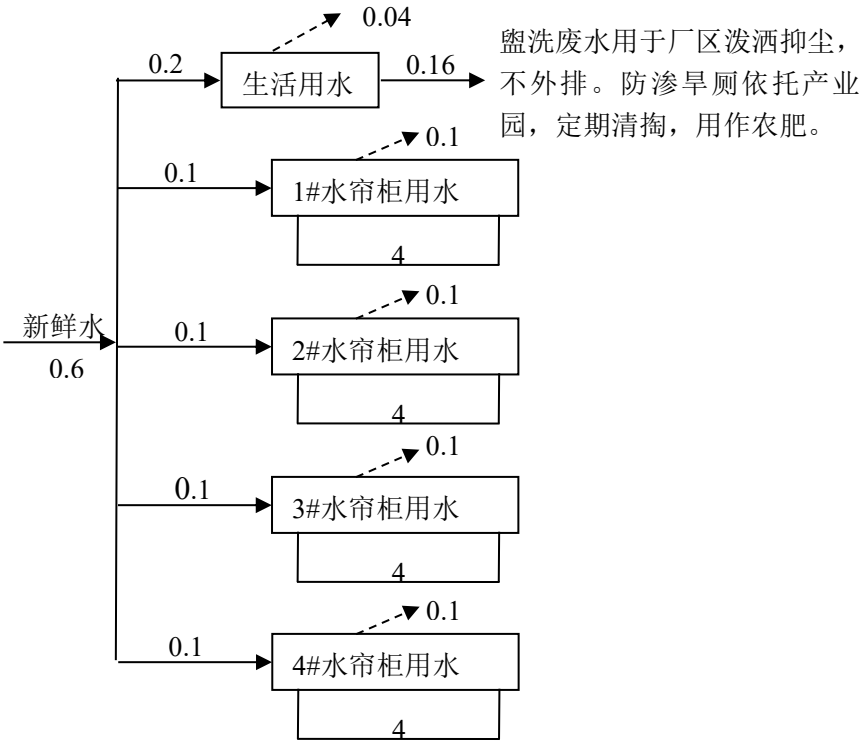 0.04
0.2
生活用水
0.16
盥洗废水用于厂区泼洒抑尘，
不外排。防渗旱厕依托产业
园，定期清掏，用作农肥。
0.1
0.1
1#水帘柜用水
4
新鲜水
0.6
0.1
0.1
2#水帘柜用水
4
0.1
0.1
3#水帘柜用水
4
0.1
0.1
4#水帘柜用水
4